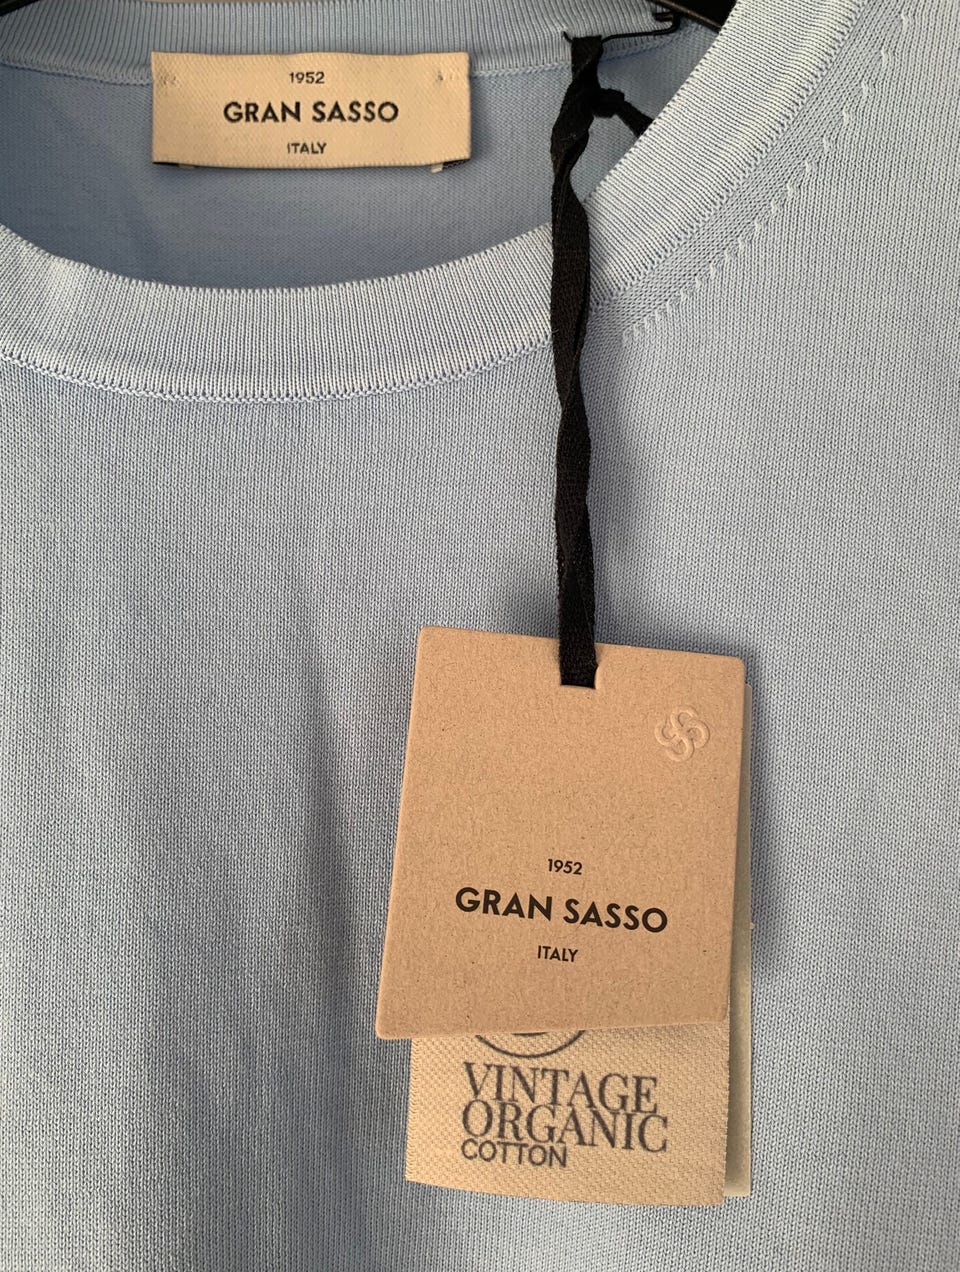 1952
GRAN SASSO
ITALY
1952
GRAN SASSO
ITALY
VINTAGE
ORGANIC
COTTON